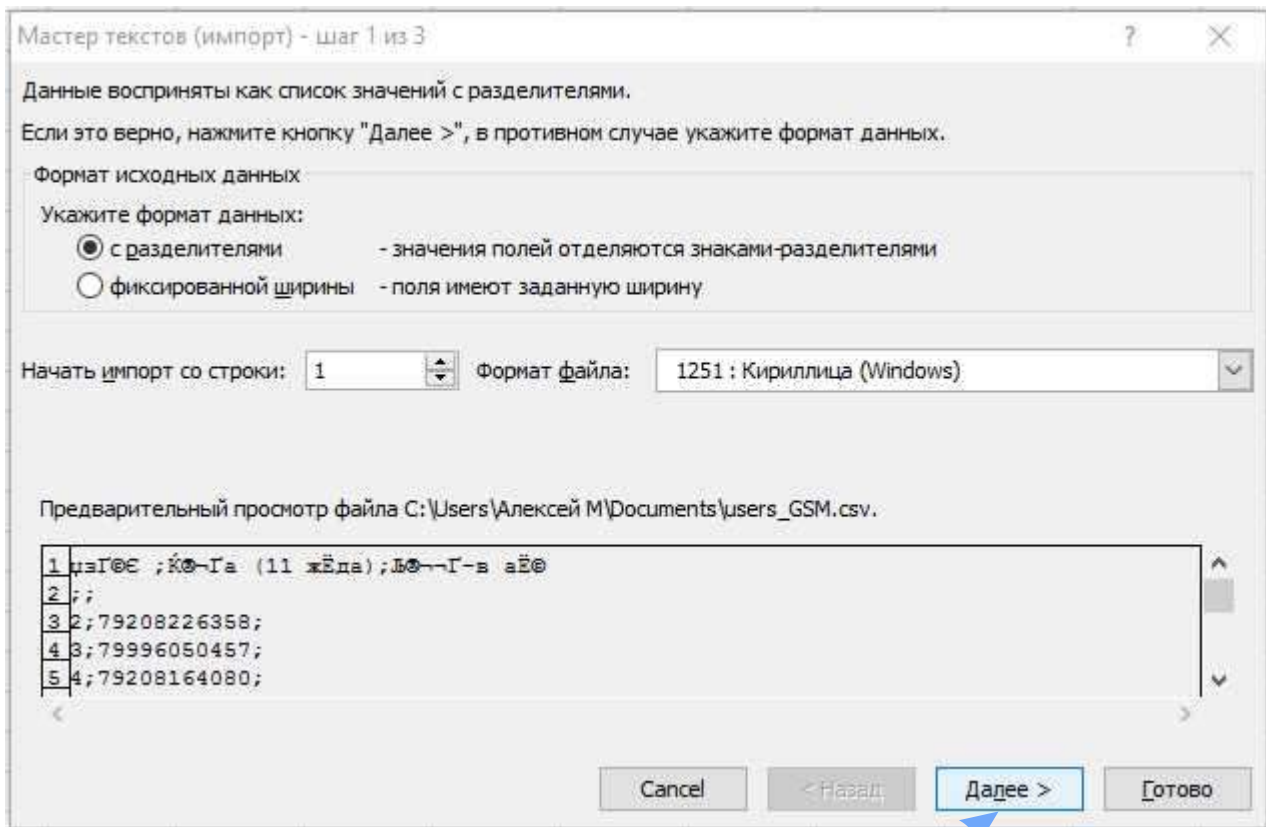 Мастер текстов (импорт) - шаг 1 из 3 ?
Данные восприняты как список значений с разделителями.
Если это верно, нажмите кнопку "Далее >", в противном случае укажите формат данных.
Формат исходных данных
Укажите формат данных:
с разделителями - значения полей отделяются знаками-разделителями
фиксированной ширины - поля имеют заданную ширину
Начать импорт со строки: 1 Формат файла: 1251 : Кириллица (Windows)
Предварительный просмотр файла C:\Users\Алексей M\Documents\users_GSM.csv.
1 (11
2 ;;
3 2;79208226358;
4 3;79996050457;
5 4;79208164080;
Cancel < Назад Далее > Готово